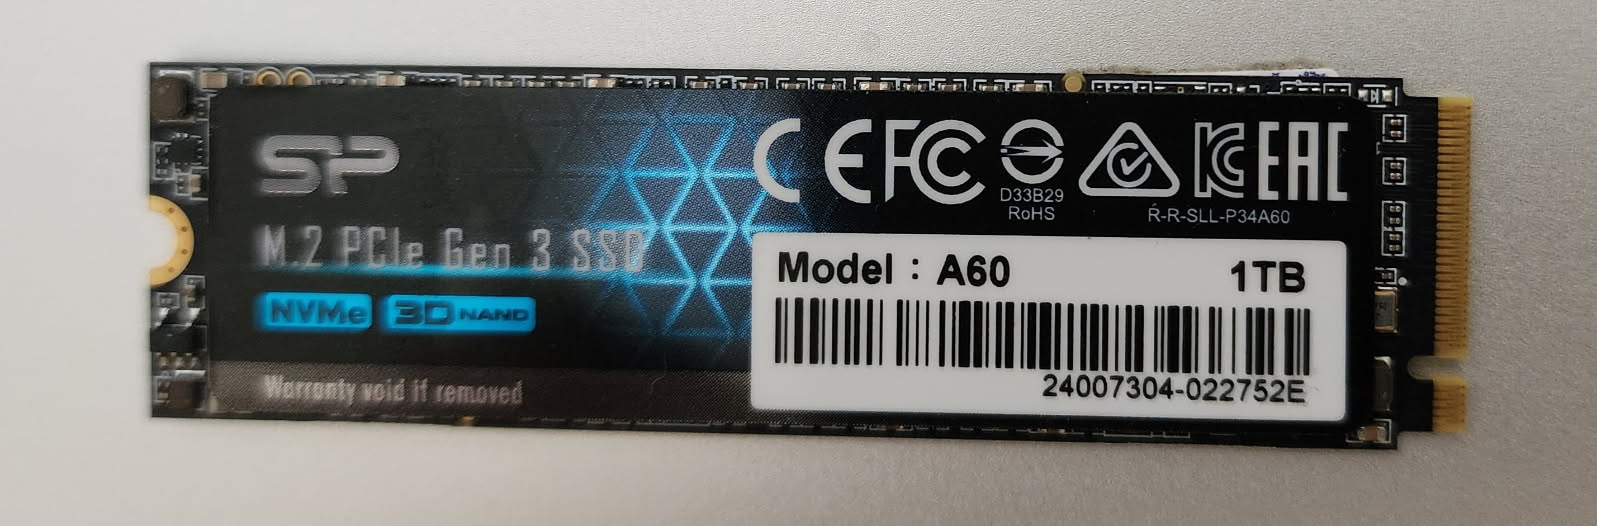 SP
M.2 PCIe Gen 3 SSD
NVMe 3D NAND
Warranty void if removed
CE FC KC EAC
D33B29
RoHS
R-R-SLL-P34A60
Model : A60 1TB
24007304-022752E